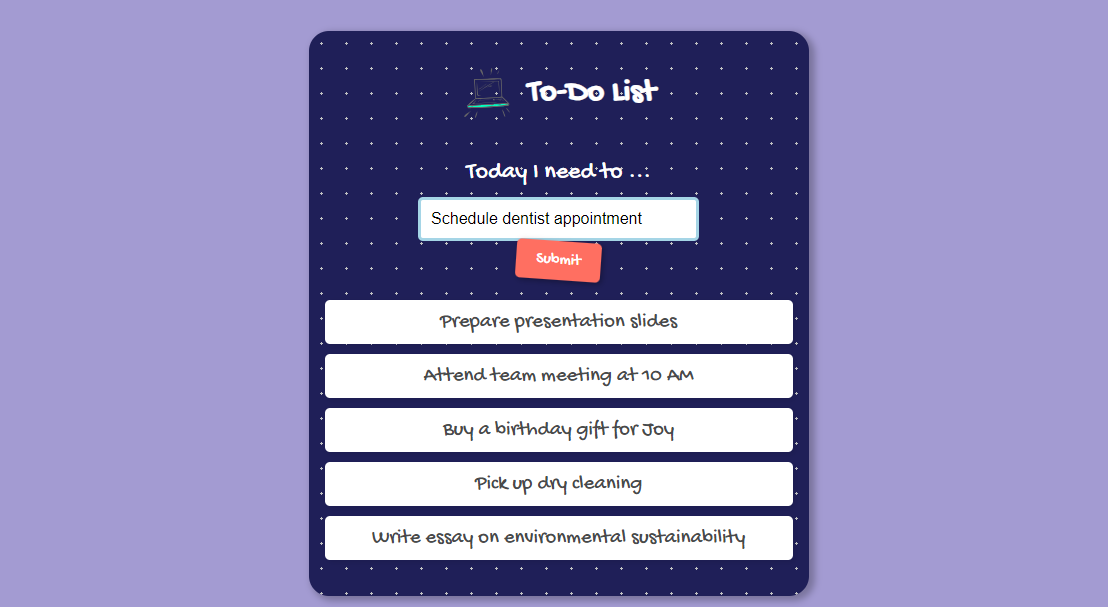 To-Do List
Today I need to ...
Schedule dentist appointment
Submit
Prepare presentation slides
Attend team meeting at 10 AM
Buy a birthday gift for Joy
Pick up dry cleaning
Write essay on environmental sustainability